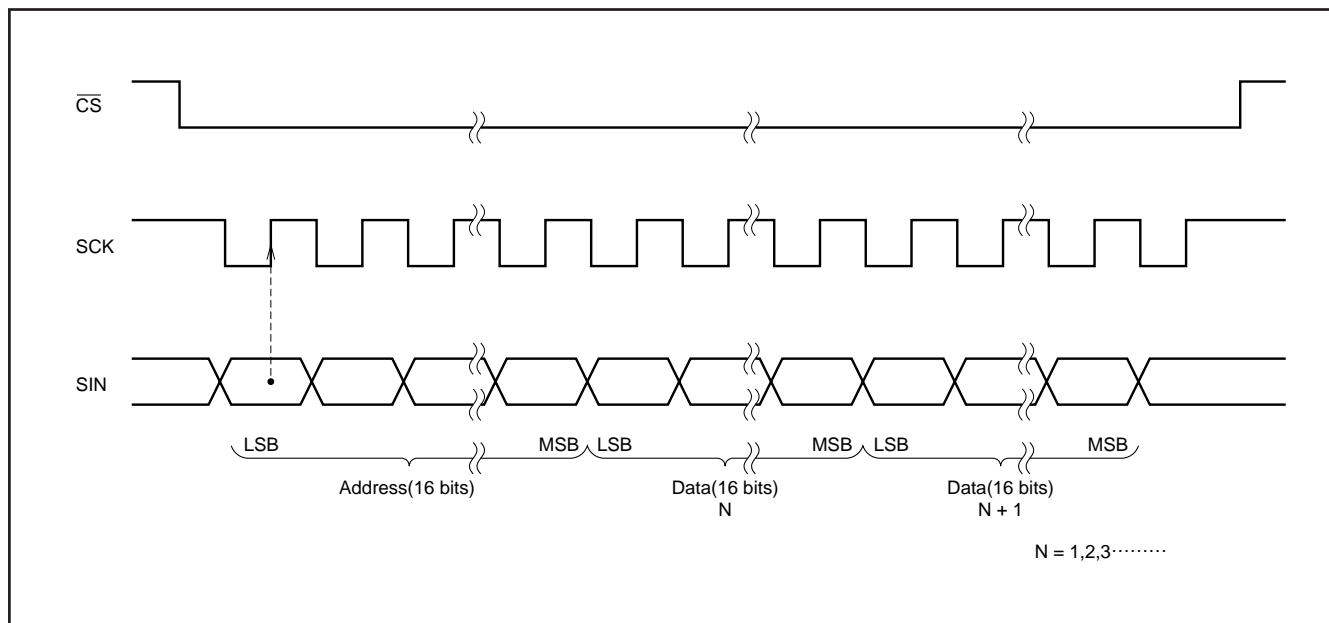 CS
SCK
SIN
LSB MSB LSB MSB LSB MSB
Address(16 bits) Data(16 bits) Data(16 bits)
N N + 1
N = 1,2,3·········